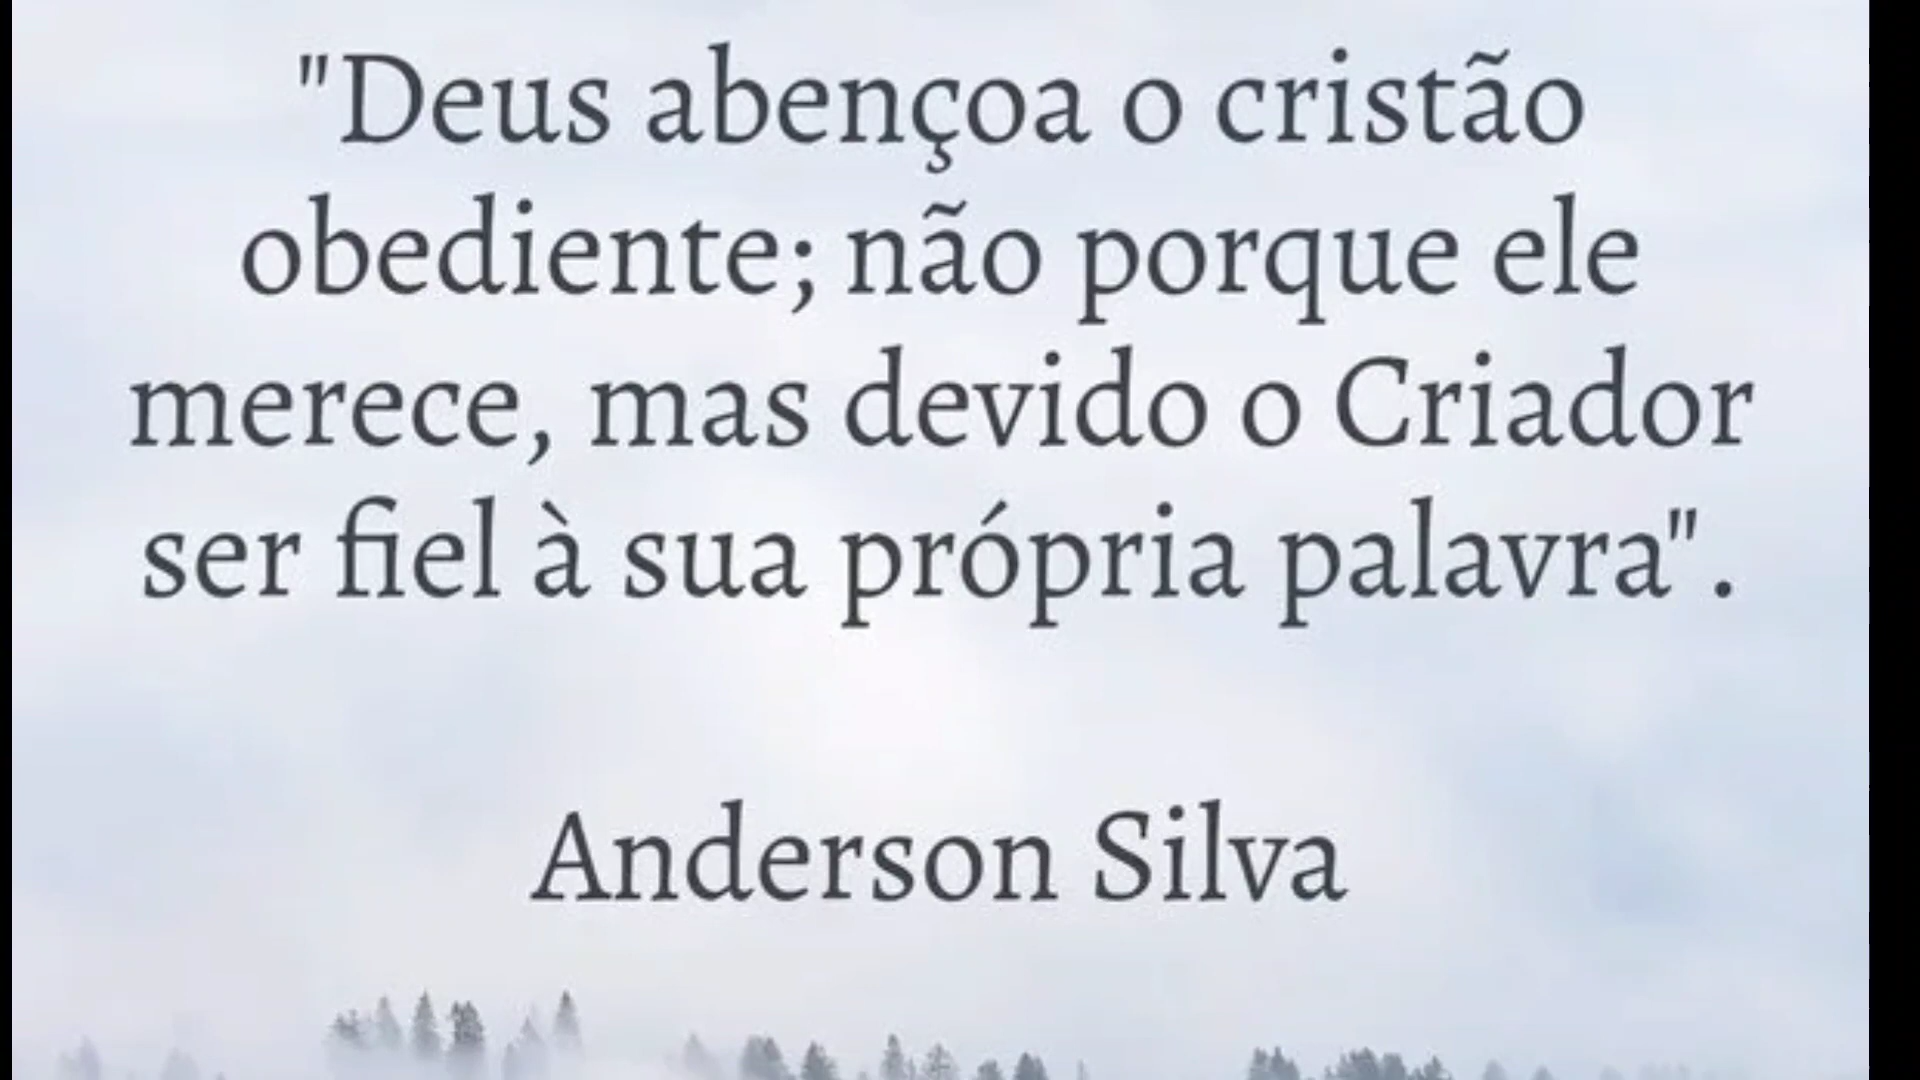 "Deus abençoa o cristão
obediente; não porque ele
merece, mas devido o Criador
ser fiel à sua própria palavra".
Anderson Silva